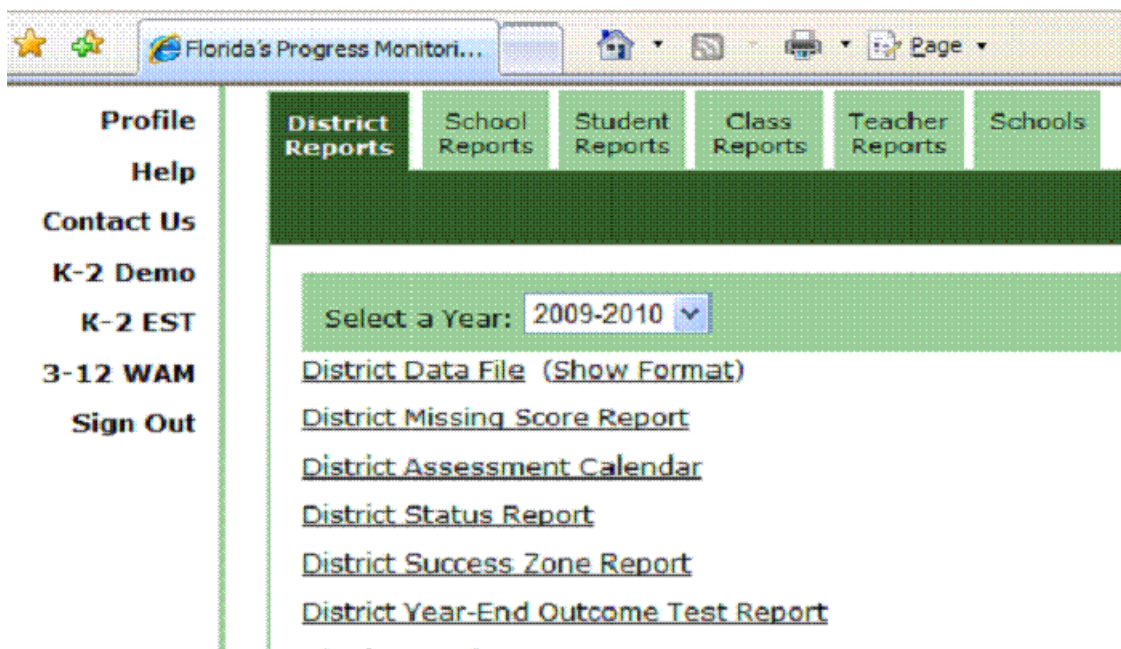 Florida's Progress Monitori...
Page
Profile
Help
Contact Us
K-2 Demo
K-2 EST
3-12 WAM
Sign Out
District Reports
School Reports
Student Reports
Class Reports
Teacher Reports
Schools
Select a Year: 2009-2010
District Data File (Show Format)
District Missing Score Report
District Assessment Calendar
District Status Report
District Success Zone Report
District Year-End Outcome Test Report